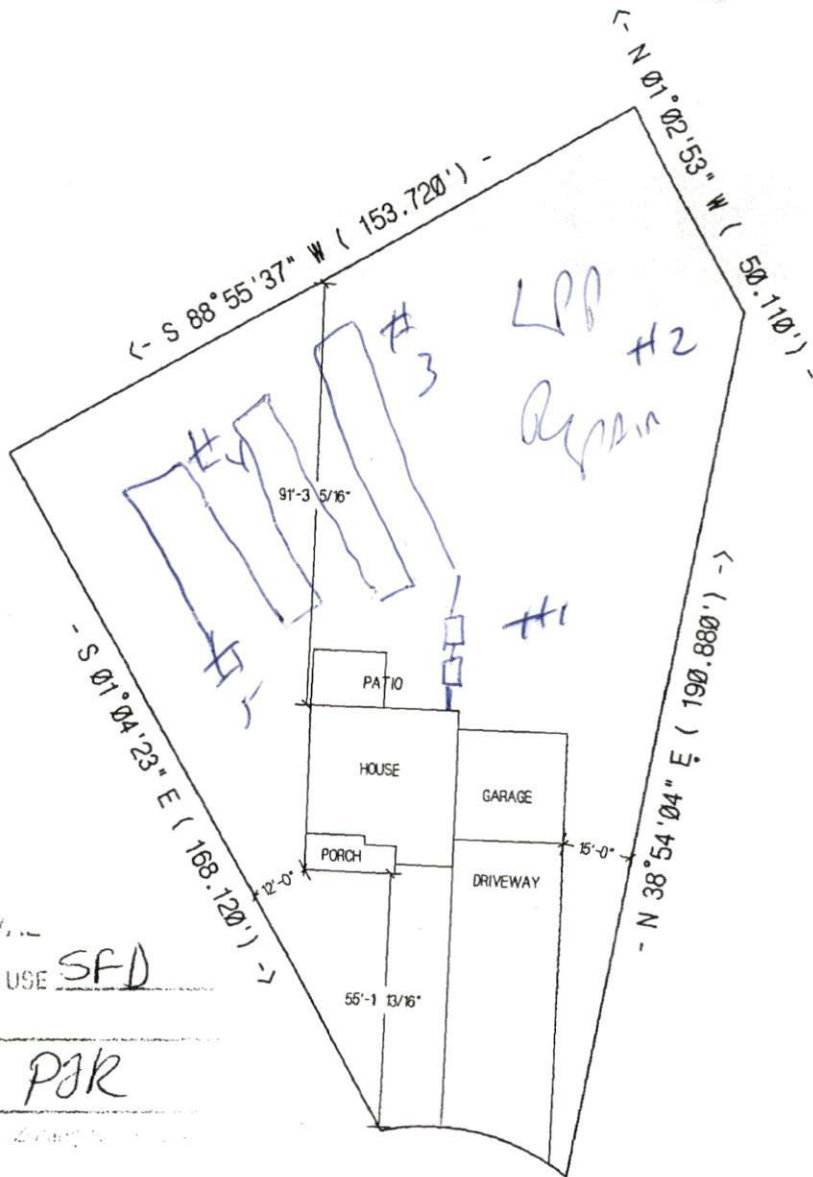 <- N 01°02'53" W ( 50.110') -
<- S 88°55'37" W ( 153.720') -
LPP
#2
Repair
#
3
91'-3 5/16"
#1
#
5
PATIO
HOUSE
GARAGE
PORCH
DRIVEWAY
- S 01°04'23" E ( 168.120') ->
- N 38°54'04" E ( 190.880') ->
12'-0"
15'-0"
55'-1 13/16"
USE SFD
PJR